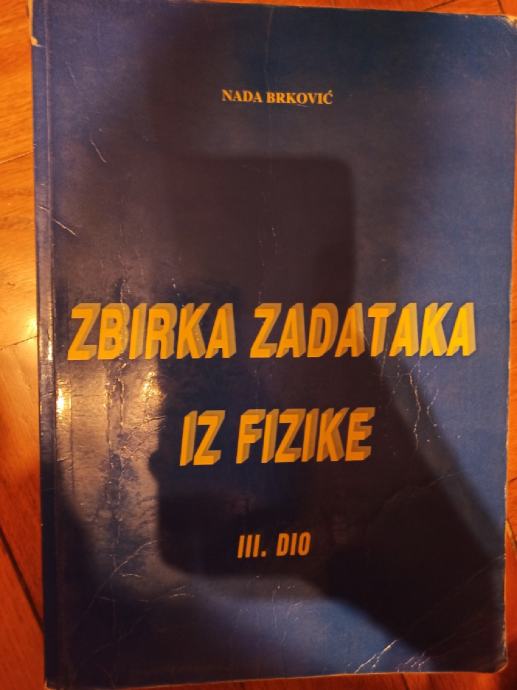 NADA BRKOVIĆ
ZBIRKA ZADATAKA
IZ FIZIKE
III. DIO